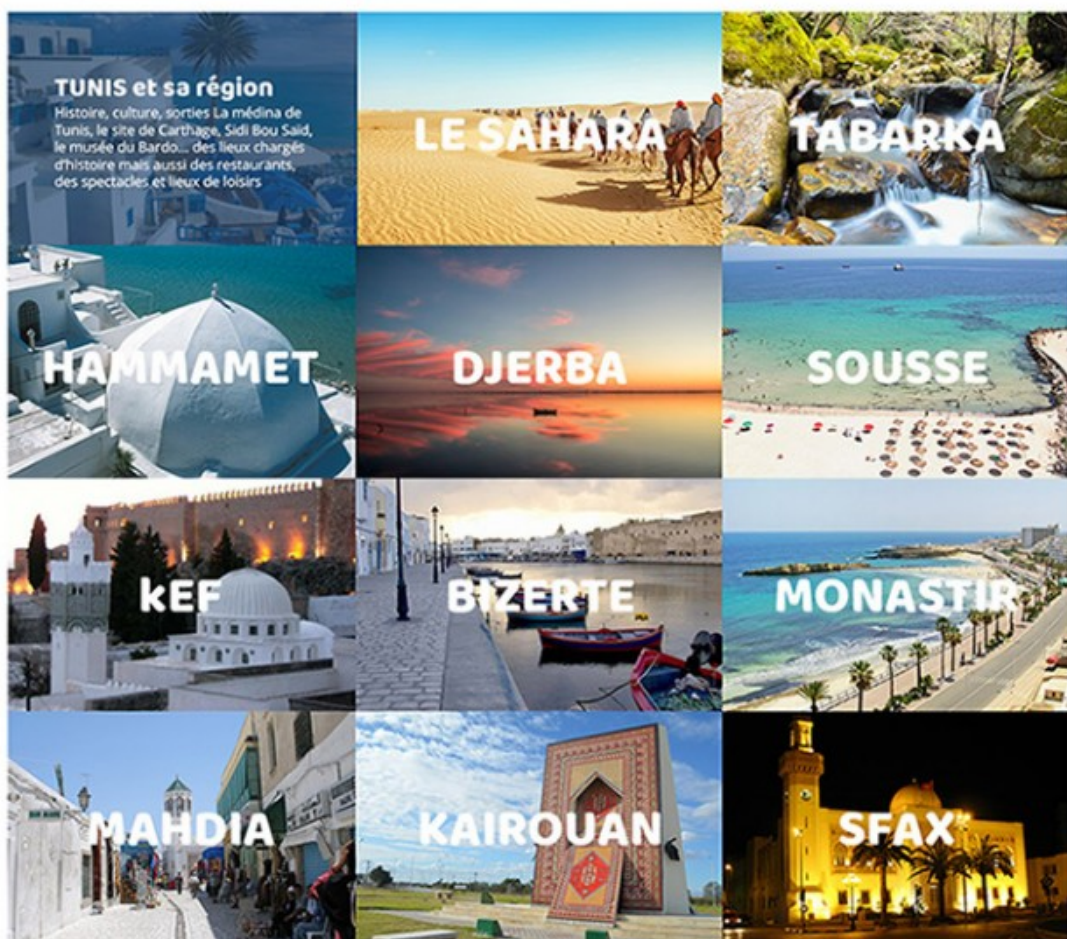 TUNIS et sa région
Histoire, culture, sorties La médina de
Tunis, le site de Carthage, Sidi Bou Saïd,
le musée du Bardo... des lieux chargés
d'histoire mais aussi des restaurants,
des spectacles et lieux de loisirs
LE SAHARA
TABARKA
HAMMAMET
DJERBA
SOUSSE
kEF
BIZERTE
MONASTIR
MAHDIA
KAIROUAN
SFAX